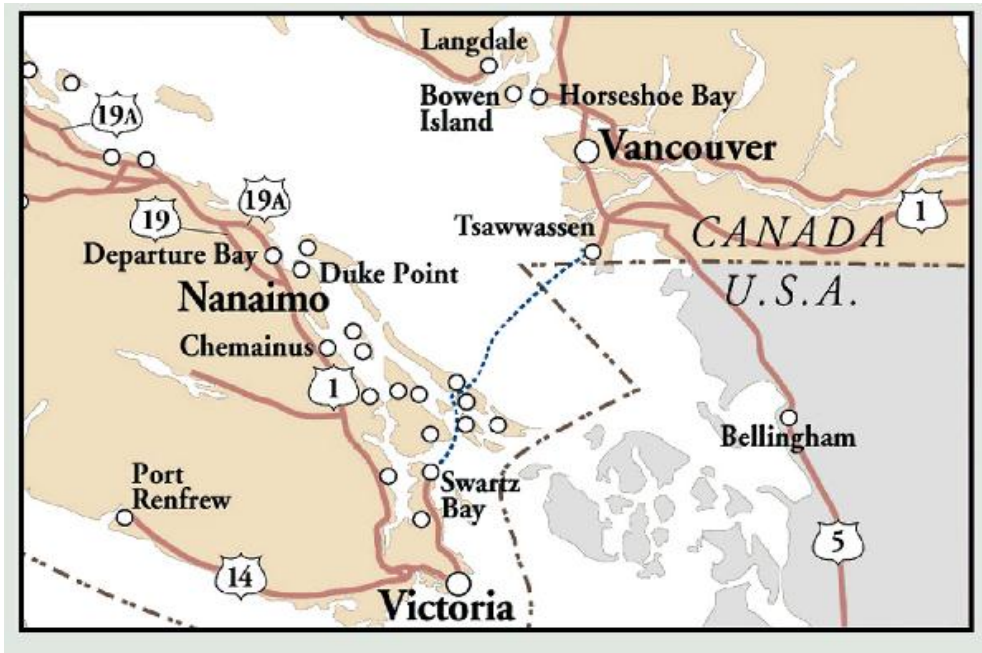 Langdale
Bowen
Island
Horseshoe Bay
19A
Vancouver
19A
19
1
Tsawwassen
CANADA
Departure Bay
U.S.A.
Duke Point
Nanaimo
Chemainus
1
Bellingham
Port
Renfrew
Swartz
Bay
5
14
Victoria